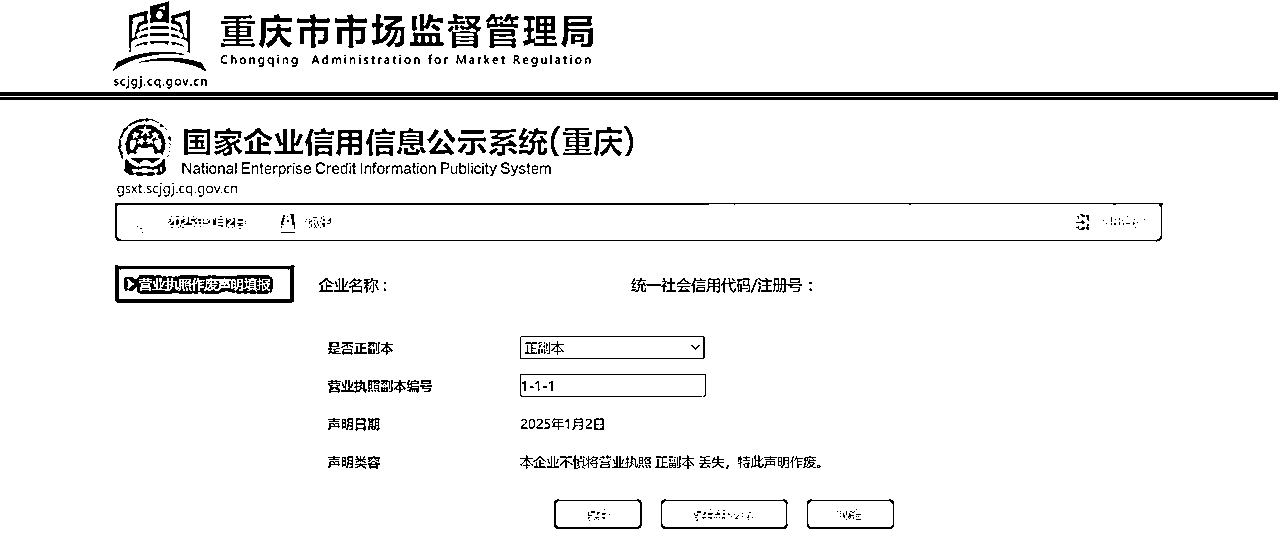 重庆市市场监督管理局
Chongqing Administration for Market Regulation
scjgj.cq.gov.cn
国家企业信用信息公示系统(重庆)
National Enterprise Credit Information Publicity System
gsxt.scjgj.cq.gov.cn
2025年1月2日
营业执照作废声明填报 企业名称: 统一社会信用代码/注册号:
是否正副本 正副本
营业执照副本编号 1-1-1
声明日期 2025年1月2日
声明类容 本企业不慎将营业执照 正副本 丢失，特此声明作废。